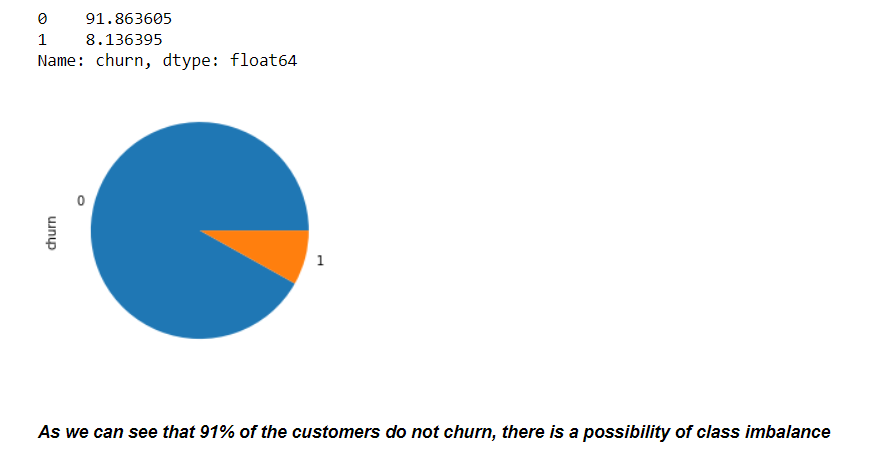 0    91.863605
1    8.136395
Name: churn, dtype: float64
0
churn
1
As we can see that 91% of the customers do not churn, there is a possibility of class imbalance